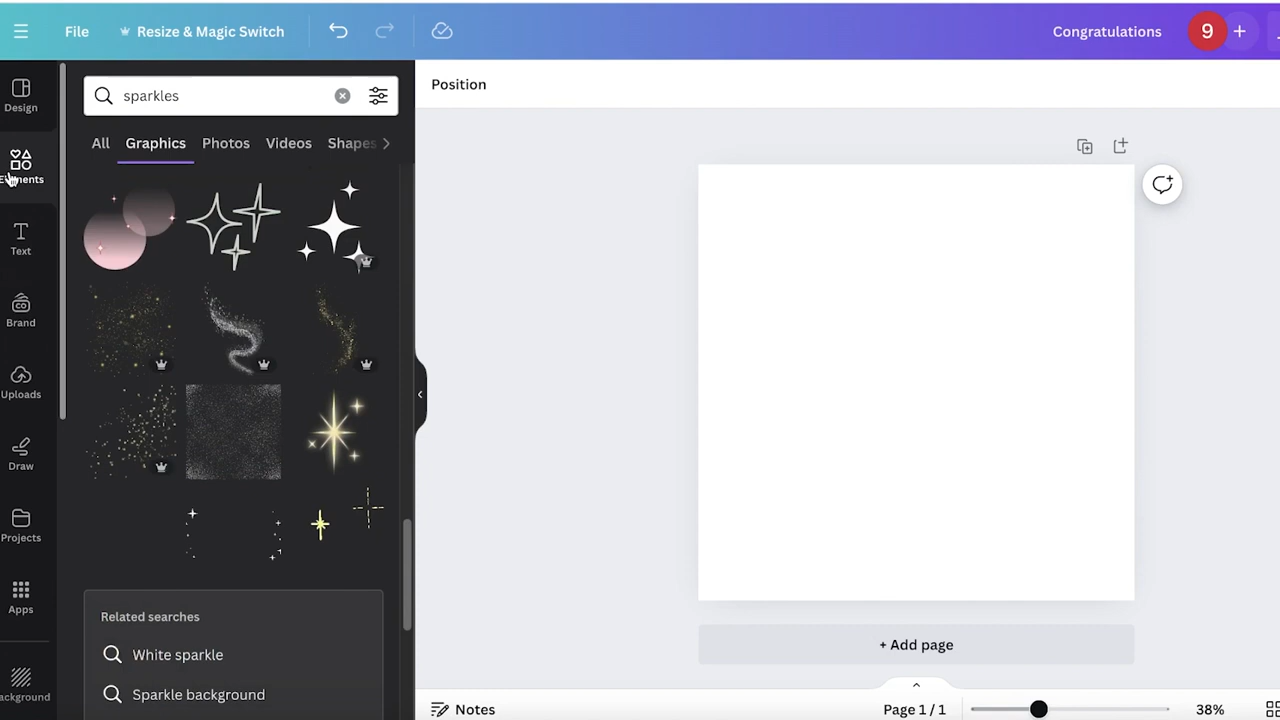 File
Resize & Magic Switch
Congratulations
9
Design
sparkles
Position
All Graphics Photos Videos Shapes
Elements
Text
Brand
Uploads
Draw
Projects
Apps
ackground
Related searches
White sparkle
Sparkle background
+ Add page
Notes
Page 1 / 1
38%